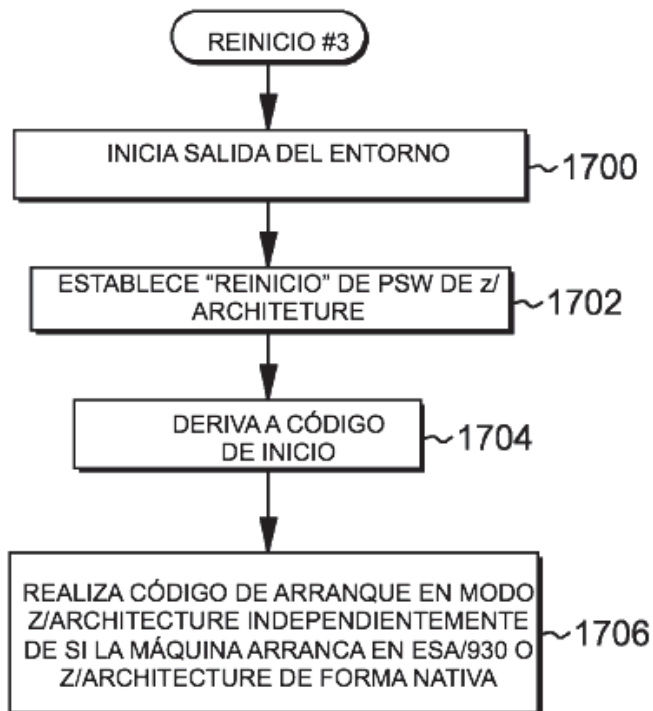 REINICIO #3
INICIA SALIDA DEL ENTORNO
1700
ESTABLECE “REINICIO” DE PSW DE z/
ARCHITETURE
1702
DERIVA A CÓDIGO
DE INICIO
1704
REALIZA CÓDIGO DE ARRANQUE EN MODO
Z/ARCHITECTURE INDEPENDIENTEMENTE
DE SI LA MÁQUINA ARRANCA EN ESA/930 O
Z/ARCHITECTURE DE FORMA NATIVA
1706